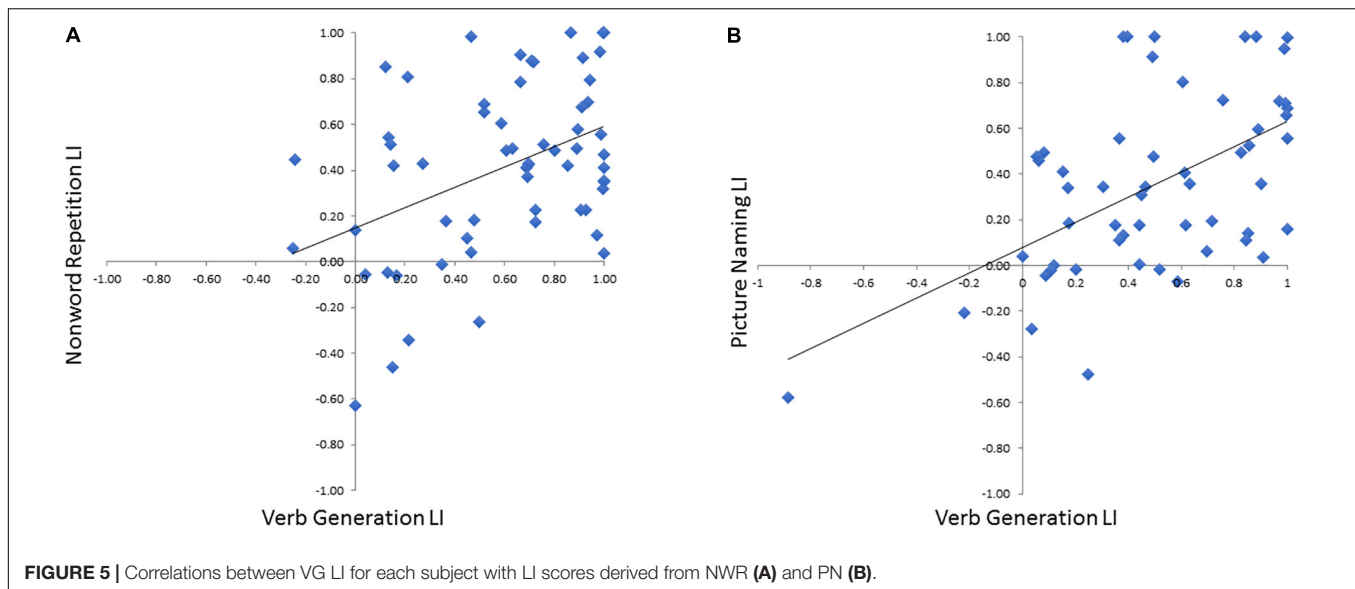 A
1.00
0.80
0.60
0.40
0.20
0.00
-1.00 -0.80 -0.60 -0.40 -0.20 0.00 0.20 0.40 0.60 0.80 1.00
-0.20
-0.40
-0.60
-0.80
-1.00
Nonword Repetition LI
Verb Generation LI
B
1.00
0.80
0.60
0.40
0.20
0.00
-1 -0.8 -0.6 -0.4 -0.2 0 0.2 0.4 0.6 0.8 1
-0.20
-0.40
-0.60
-0.80
-1.00
Picture Naming LI
Verb Generation LI
FIGURE 5 | Correlations between VG LI for each subject with LI scores derived from NWR (A) and PN (B).